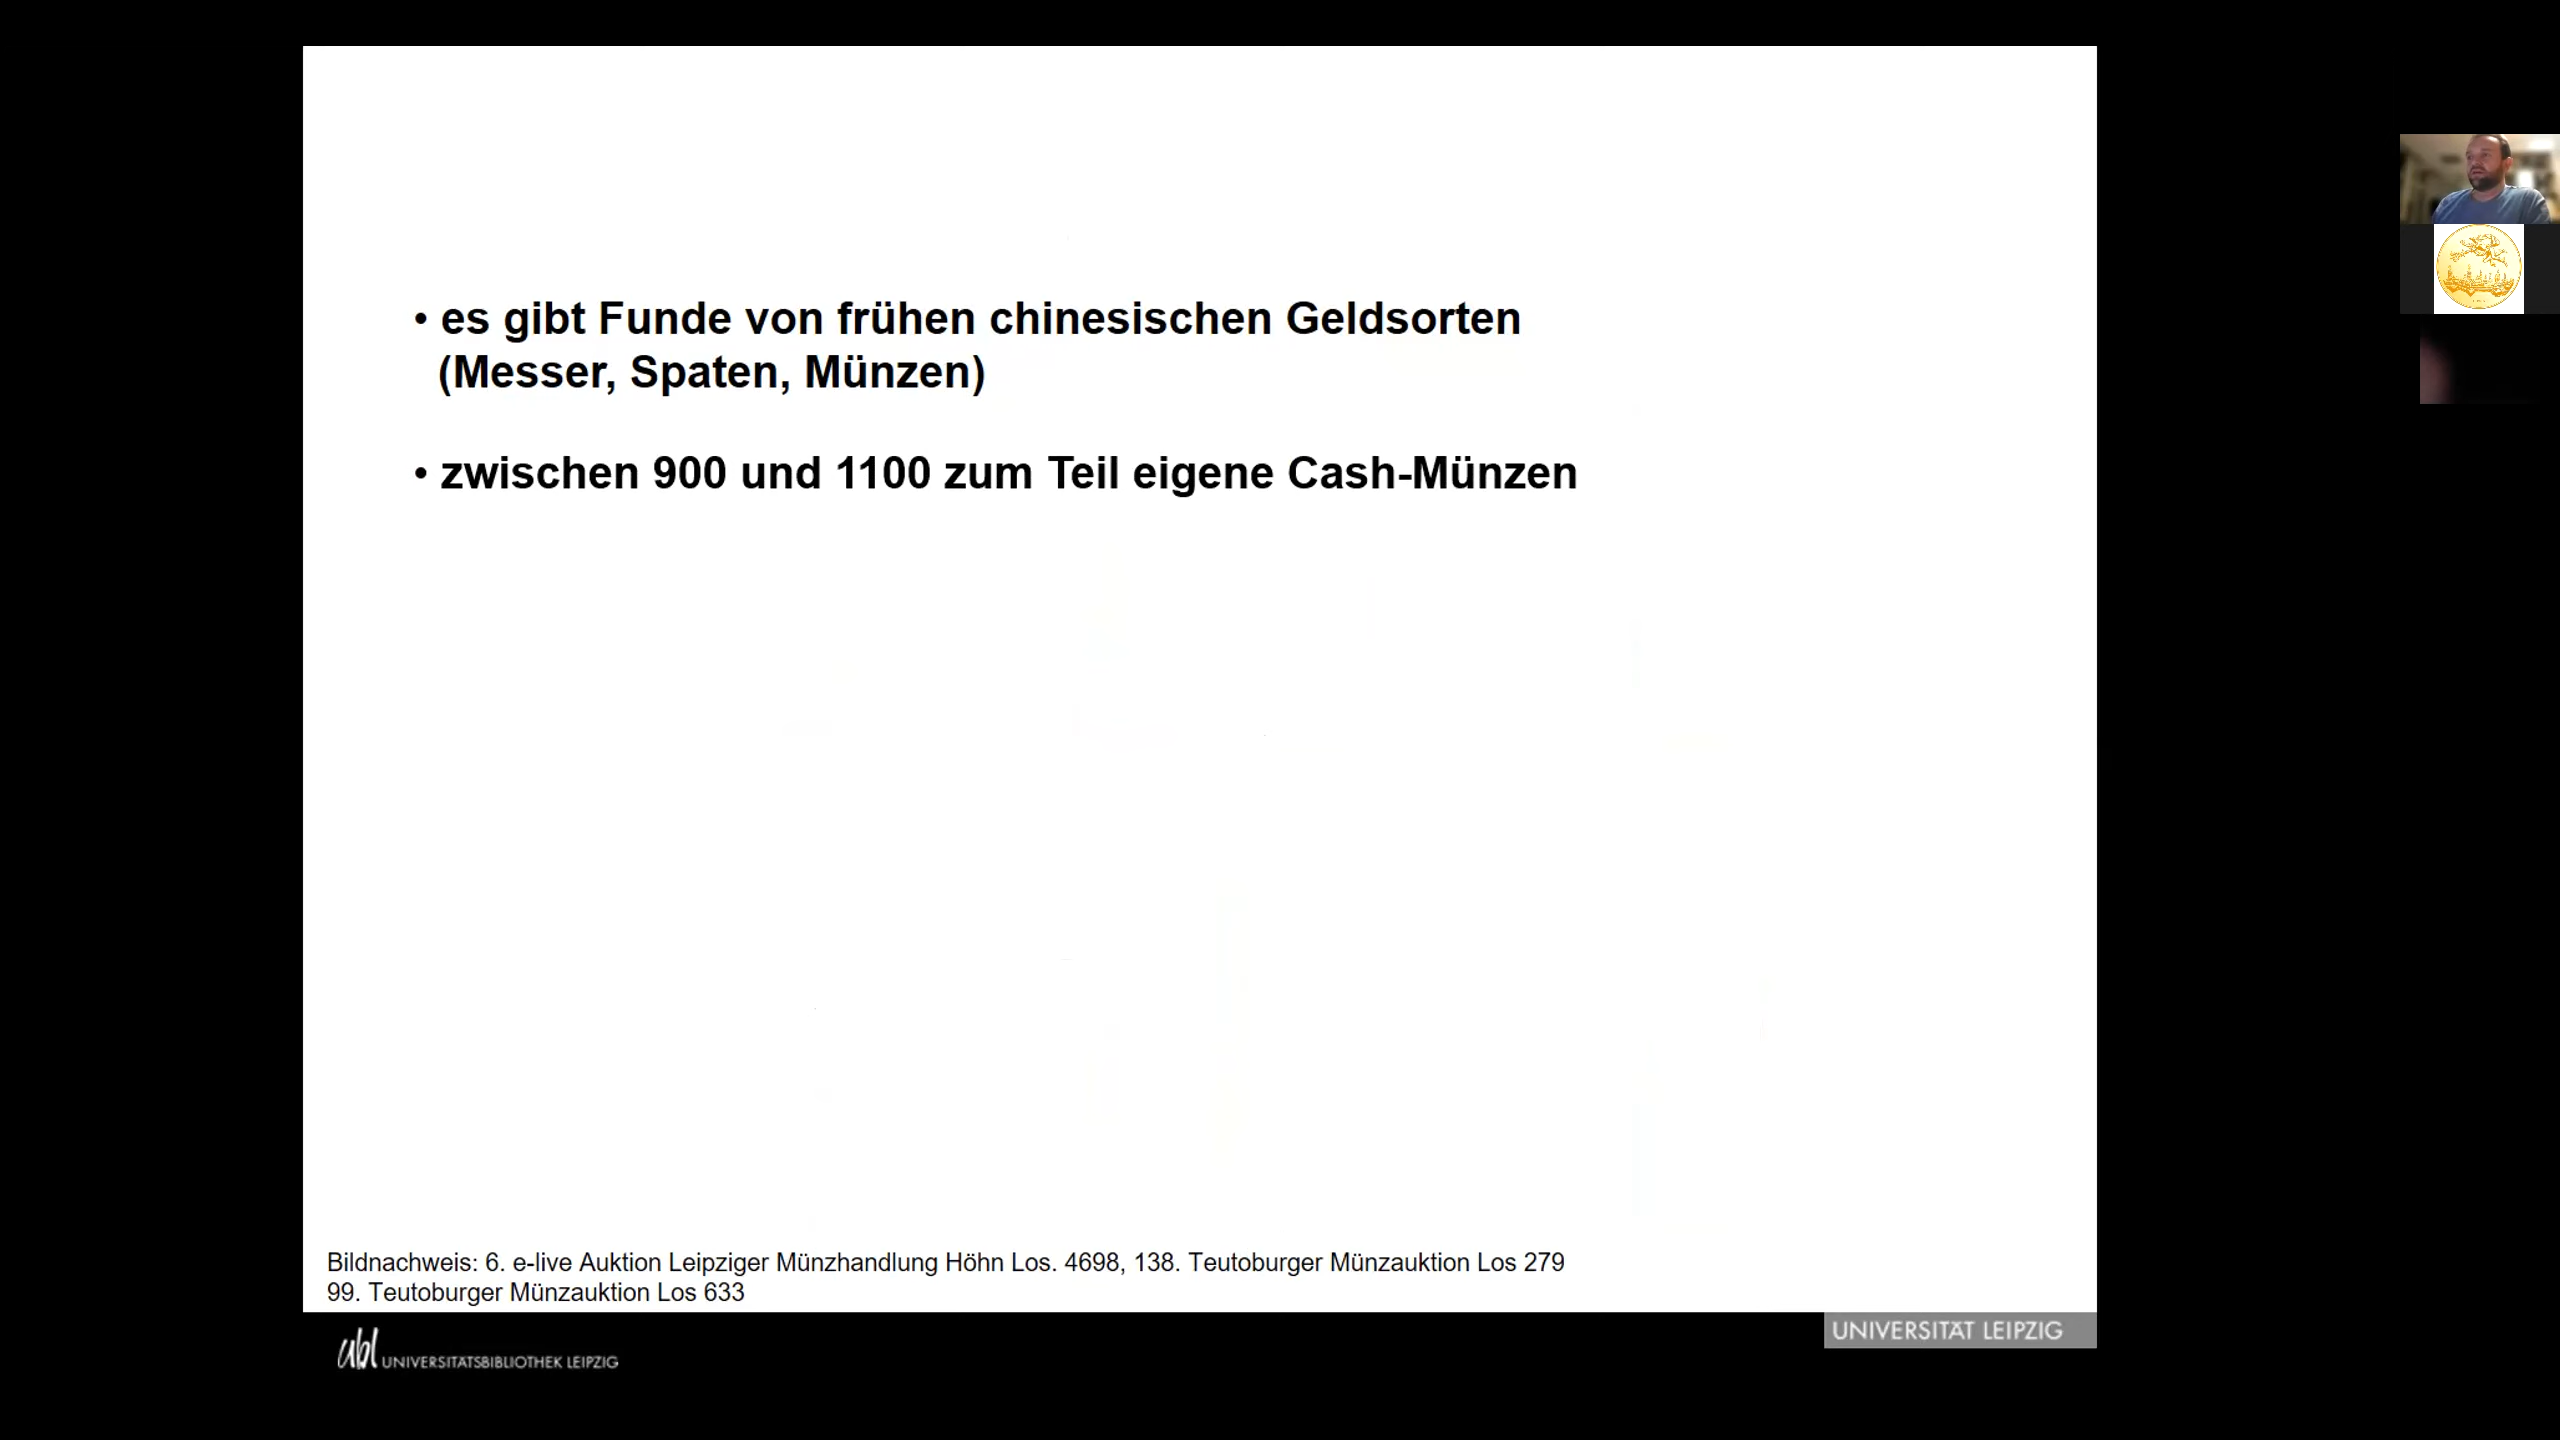 • es gibt Funde von frühen chinesischen Geldsorten
(Messer, Spaten, Münzen)
• zwischen 900 und 1100 zum Teil eigene Cash-Münzen
Bildnachweis: 6. e-live Auktion Leipziger Münzhandlung Höhn Los. 4698, 138. Teutoburger Münzauktion Los 279
99. Teutoburger Münzauktion Los 633
UNIVERSITÄT LEIPZIG
ubl UNIVERSITÄTSBIBLIOTHEK LEIPZIG